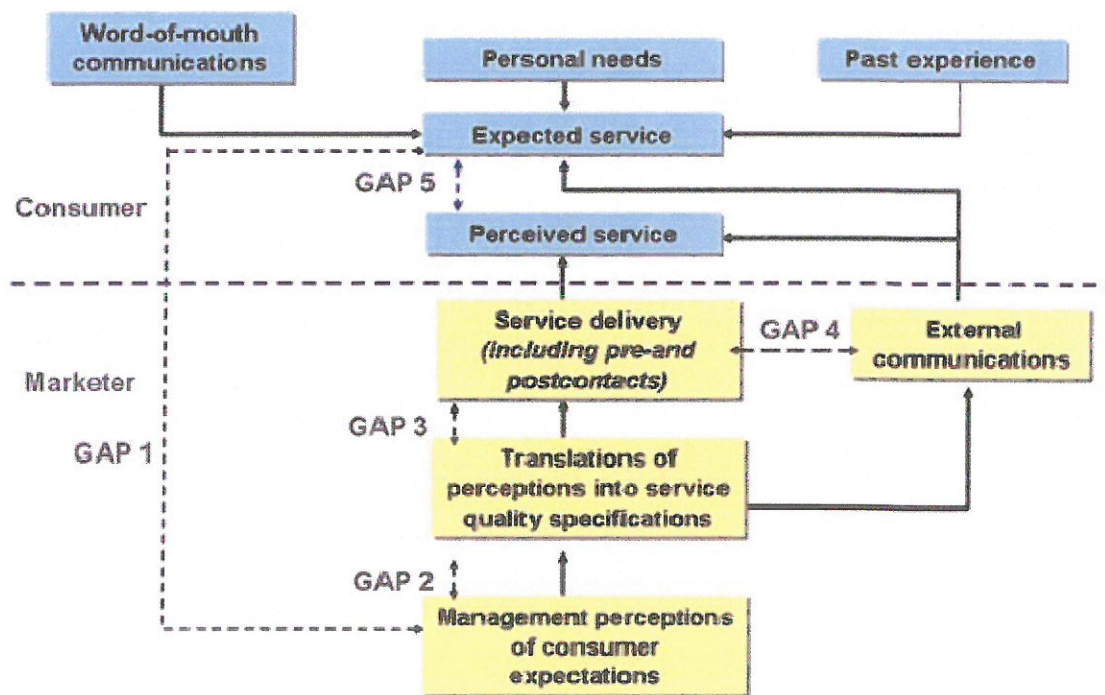 Word-of-mouth
communications
Personal needs
Past experience
Expected service
GAP 5
Consumer
Perceived service
Service delivery
(including pre-and
postcontacts)
GAP 4
External
communications
Marketer
GAP 3
GAP 1
Translations of
perceptions into service
quality specifications
GAP 2
Management perceptions
of consumer
expectations